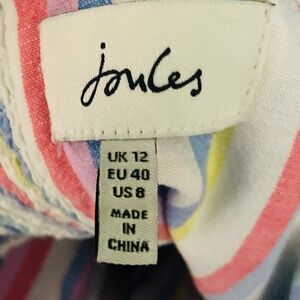 joules
UK 12
EU 40
US 8
MADE
IN
CHINA